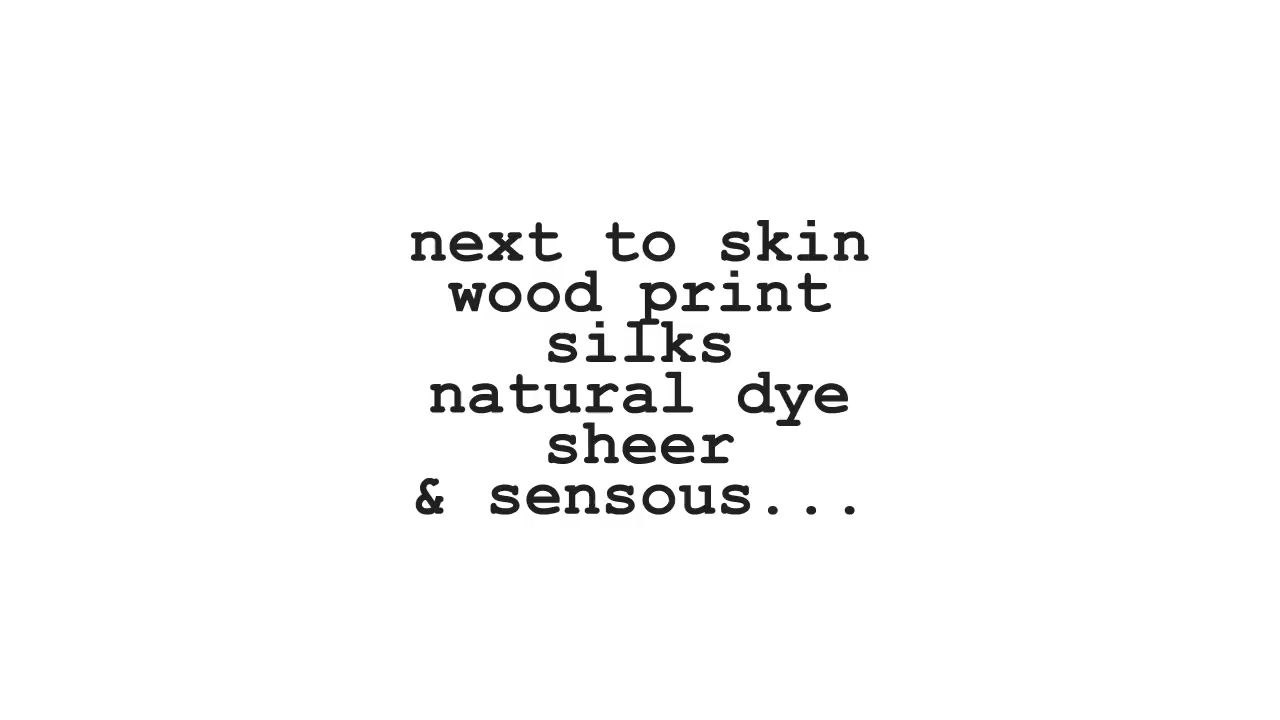 next to skin
wood print
silks
natural dye
sheer
& sensous...